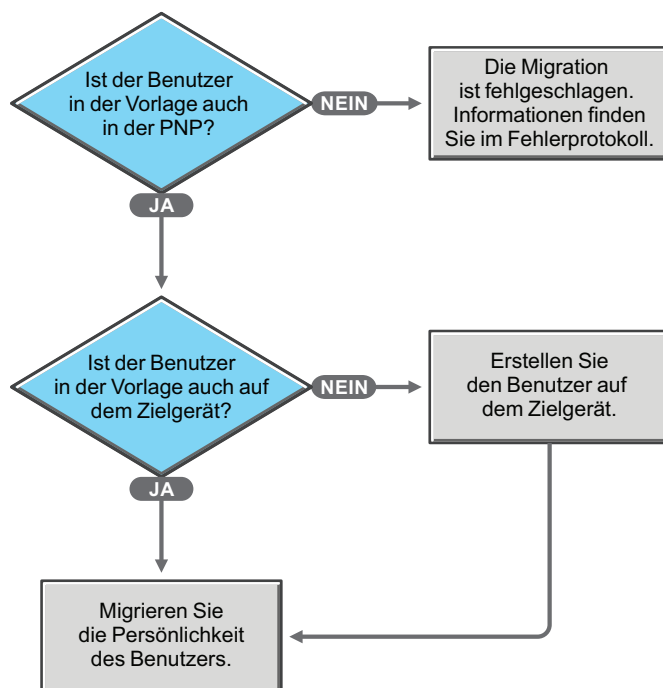 Ist der Benutzer
in der Vorlage auch
in der PNP?
NEIN
Die Migration
ist fehlgeschlagen.
Informationen finden
Sie im Fehlerprotokoll.
JA
Ist der Benutzer
in der Vorlage auch auf
dem Zielgerät?
NEIN
Erstellen Sie
den Benutzer auf
dem Zielgerät.
JA
Migrieren Sie
die Persönlichkeit
des Benutzers.